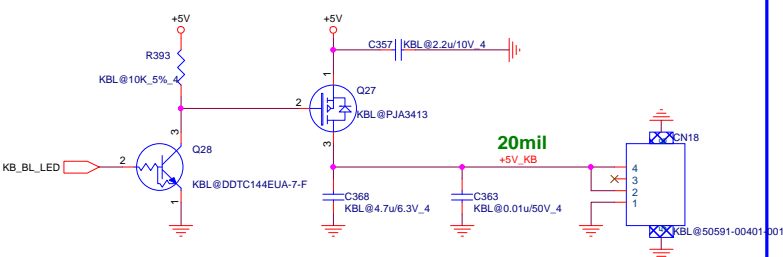 +5V
+5V
C357
KBL@2.2u/10V_4
R393
KBL@10K_5%_4
1
Q27
2
KBL@PJA3413
3
3
Q28
20mil
CN18
+5V_KB
KB_BL_LED
2
KBL@DDTC144EUA-7-F
1
4
3
2
1
C368
KBL@4.7u/6.3V_4
C363
KBL@0.01u/50V_4
KBL@50591-00401-001